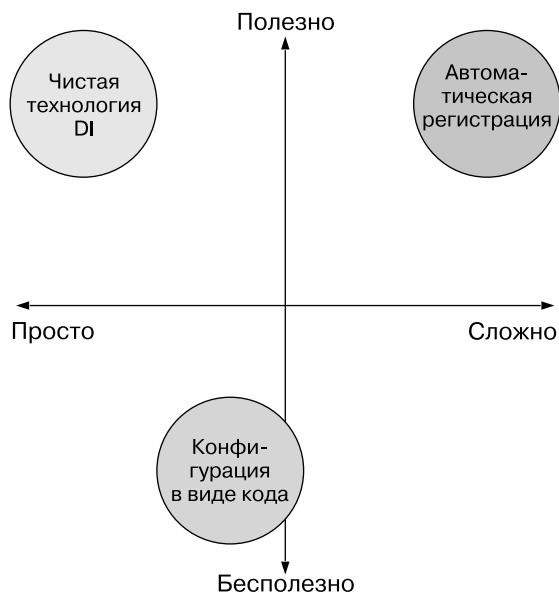 Полезно
Чистая
технология
DI
Автома-
тическая
регистрация
Просто
Сложно
Конфи-
гурация
в виде кода
Бесполезно